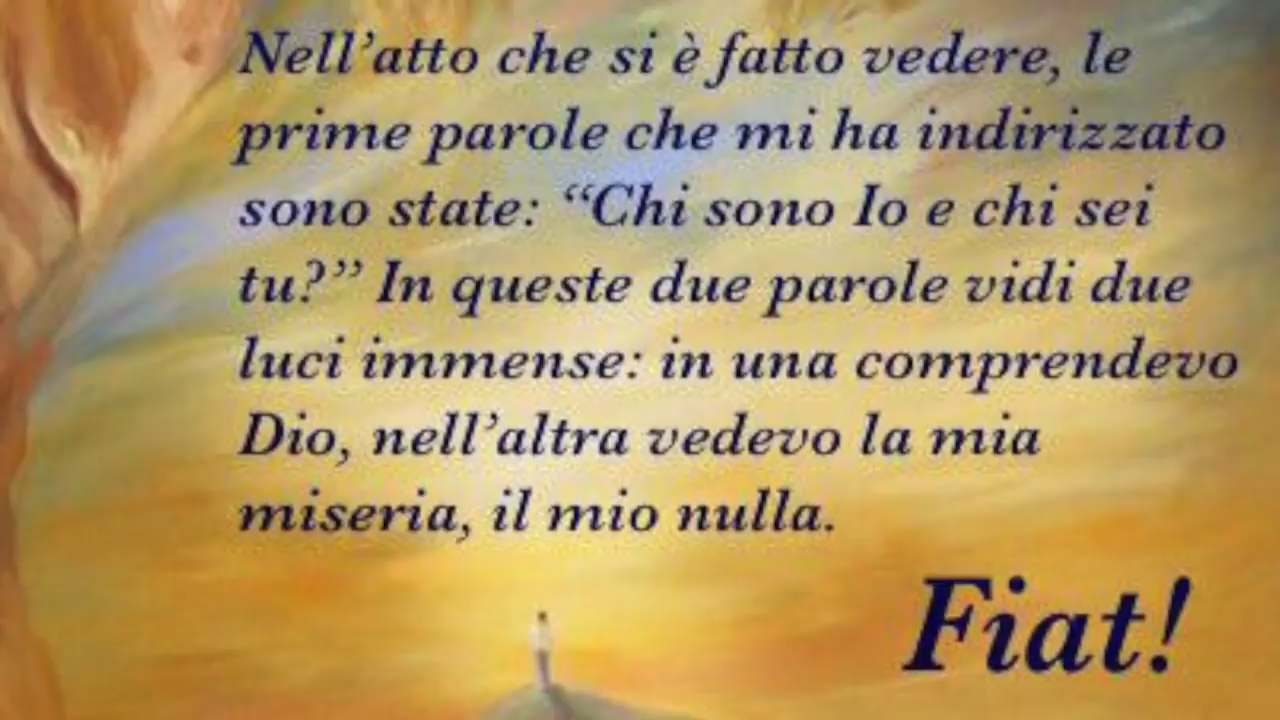 Nell’atto che si è fatto vedere, le
prime parole che mi ha indirizzato
sono state: “Chi sono Io e chi sei
tu?” In queste due parole vidi due
luci immense: in una comprendevo
Dio, nell’altra vedevo la mia
miseria, il mio nulla.
Fiat!